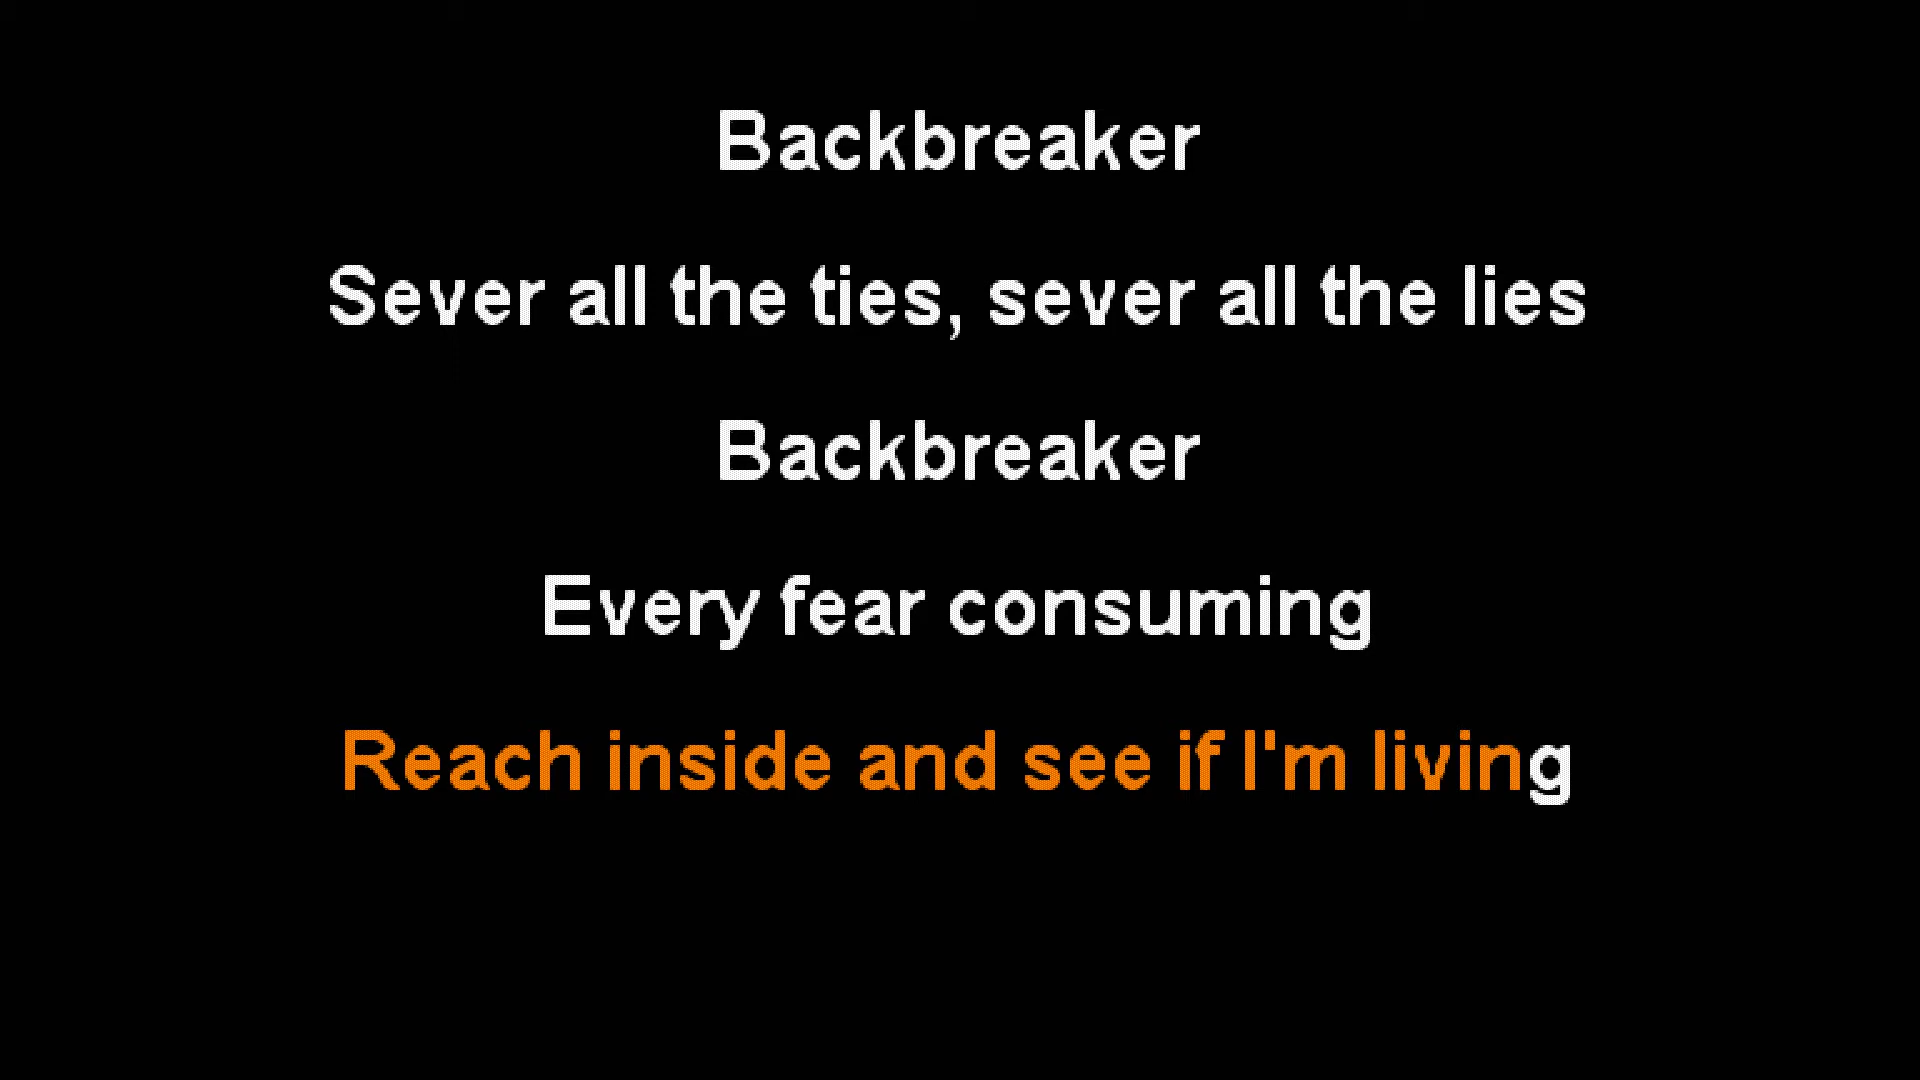 Backbreaker
Sever all the ties, sever all the lies
Backbreaker
Every fear consuming
Reach inside and see if I'm living